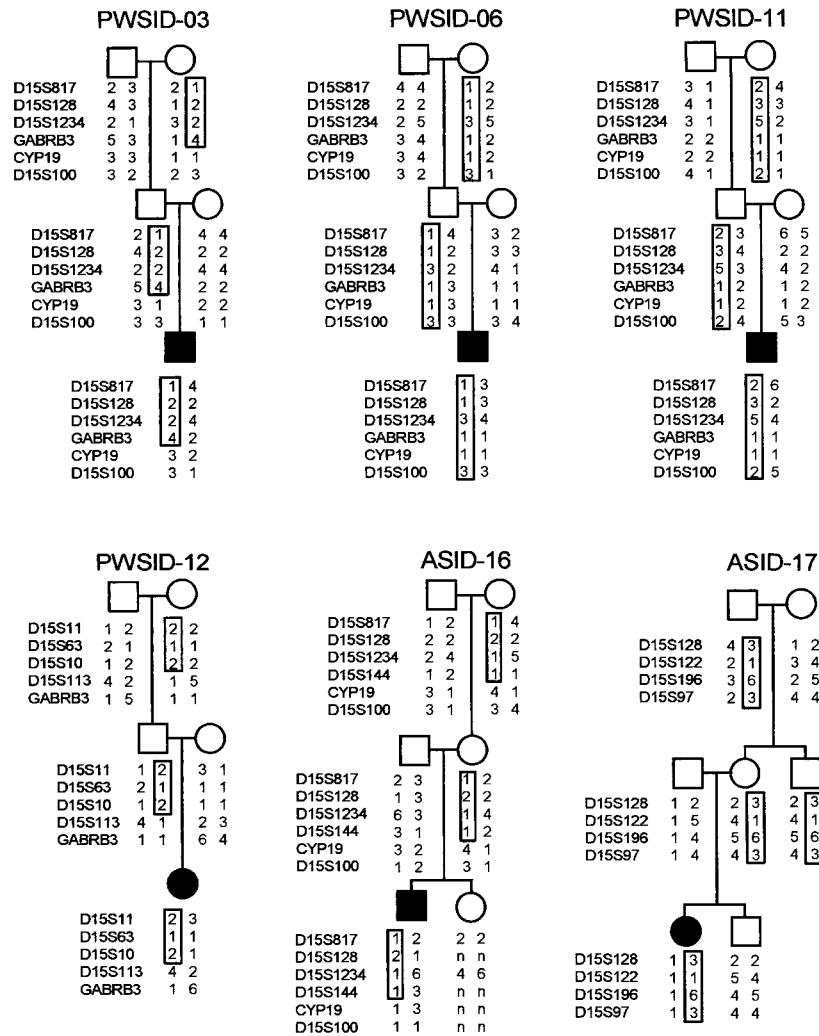 PWSID-03
D15S817 2 3 2 1
D15S128 4 3 1 2
D15S1234 2 1 3 2
GABRB3 5 3 1 4
CYP19 3 3 1 1
D15S100 3 2 2 3
D15S817 2 1 4 4
D15S128 4 2 2 2
D15S1234 2 2 4 4
GABRB3 5 4 2 2
CYP19 3 1 2 2
D15S100 3 3 1 1
D15S817 1 4
D15S128 2 2
D15S1234 2 4
GABRB3 4 2
CYP19 3 2
D15S100 3 1
PWSID-06
D15S817 4 4 1 2
D15S128 2 2 1 2
D15S1234 2 5 3 5
GABRB3 3 4 1 2
CYP19 3 4 1 2
D15S100 3 2 3 1
D15S817 1 4 3 2
D15S128 1 2 3 3
D15S1234 3 2 4 1
GABRB3 1 3 1 1
CYP19 1 3 1 1
D15S100 3 3 3 4
D15S817 1 3
D15S128 1 3
D15S1234 3 4
GABRB3 1 1
CYP19 1 1
D15S100 3 3
PWSID-11
D15S817 3 1 2 4
D15S128 4 1 3 3
D15S1234 3 1 5 2
GABRB3 2 2 1 1
CYP19 2 2 1 1
D15S100 4 1 2 1
D15S817 2 3 6 5
D15S128 3 4 2 2
D15S1234 5 3 4 2
GABRB3 1 2 1 2
CYP19 1 2 1 2
D15S100 2 4 5 3
D15S817 2 6
D15S128 3 2
D15S1234 5 4
GABRB3 1 1
CYP19 1 1
D15S100 2 5
PWSID-12
D15S11 1 2 2 2
D15S63 2 1 1 1
D15S10 1 2 2 2
D15S113 4 2 1 5
GABRB3 1 5 1 1
D15S11 1 2 3 1
D15S63 2 1 1 1
D15S10 1 2 1 1
D15S113 4 1 2 3
GABRB3 1 1 6 4
D15S11 2 3
D15S63 1 1
D15S10 2 1
D15S113 4 2
GABRB3 1 6
ASID-16
D15S817 1 2 1 4
D15S128 2 2 2 2
D15S1234 2 4 1 5
D15S144 1 2 1 1
CYP19 3 1 4 1
D15S100 3 1 3 4
D15S817 2 3 1 2
D15S128 1 3 2 2
D15S1234 6 3 1 4
D15S144 3 1 1 2
CYP19 3 2 4 1
D15S100 1 2 3 1
D15S817 1 2 2 2
D15S128 2 1 n n
D15S1234 1 6 4 6
D15S144 1 3 n n
CYP19 1 3 n n
D15S100 1 1 n n
ASID-17
D15S128 4 3 1 2
D15S122 2 1 3 4
D15S196 3 6 2 5
D15S97 2 3 4 4
D15S128 1 2 2 3 2 3
D15S122 1 5 4 1 4 1
D15S196 1 4 5 6 5 6
D15S97 1 4 4 3 4 3
D15S128 1 3 2 2
D15S122 1 1 5 4
D15S196 1 6 4 5
D15S97 1 3 4 4